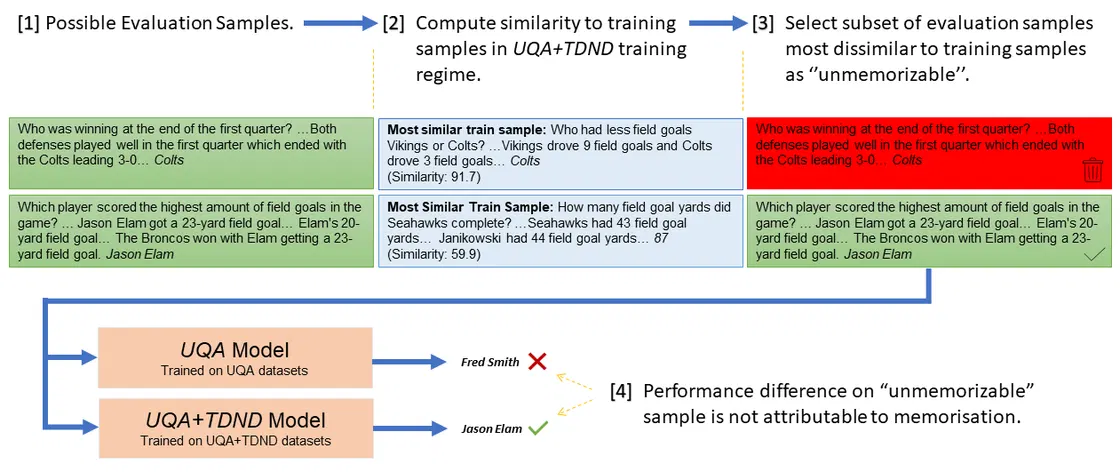 [1] Possible Evaluation Samples.
[2] Compute similarity to training
samples in UQA+TDND training
regime.
[3] Select subset of evaluation samples
most dissimilar to training samples
as ‘’unmemorizable’’.
Who was winning at the end of the first quarter? …Both
defenses played well in the first quarter which ended with
the Colts leading 3-0… Colts
Most similar train sample: Who had less field goals
Vikings or Colts? …Vikings drove 9 field goals and Colts
drove 3 field goals… Colts
(Similarity: 91.7)
Who was winning at the end of the first quarter? …Both
defenses played well in the first quarter which ended with
the Colts leading 3-0… Colts
Which player scored the highest amount of field goals in the
game? … Jason Elam got a 23-yard field goal… Elam's 20-
yard field goal… The Broncos won with Elam getting a 23-
yard field goal. Jason Elam
Most Similar Train Sample: How many field goal yards did
Seahawks complete? …Seahawks had 43 field goal
yards… Janikowski had 44 field goal yards… 87
(Similarity: 59.9)
Which player scored the highest amount of field goals in the
game? … Jason Elam got a 23-yard field goal… Elam's 20-
yard field goal… The Broncos won with Elam getting a 23-
yard field goal. Jason Elam
UQA Model
Trained on UQA datasets
Fred Smith
UQA+TDND Model
Trained on UQA+TDND datasets
Jason Elam
[4] Performance difference on “unmemorizable”
sample is not attributable to memorisation.